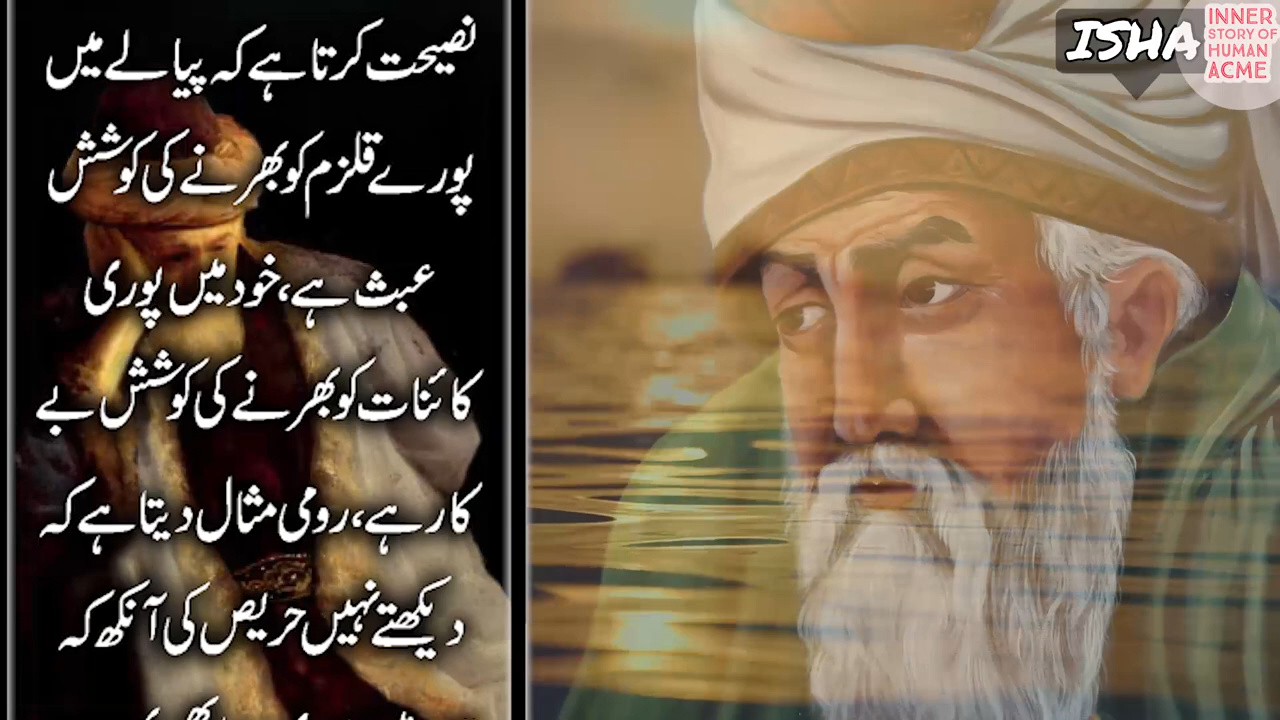 نصیحت کرتا ہے کہ پیالے میں
پورے قلزم کو بھرنے کی کوشش
عبث ہے، خود میں پوری
کائنات کو بھرنے کی کوشش بے
کار ہے، رومی مثال دیتا ہے کہ
دیکھتے نہیں حریص کی آنکھ کہ
ISHA
INNER
STORY OF
HUMAN
ACME